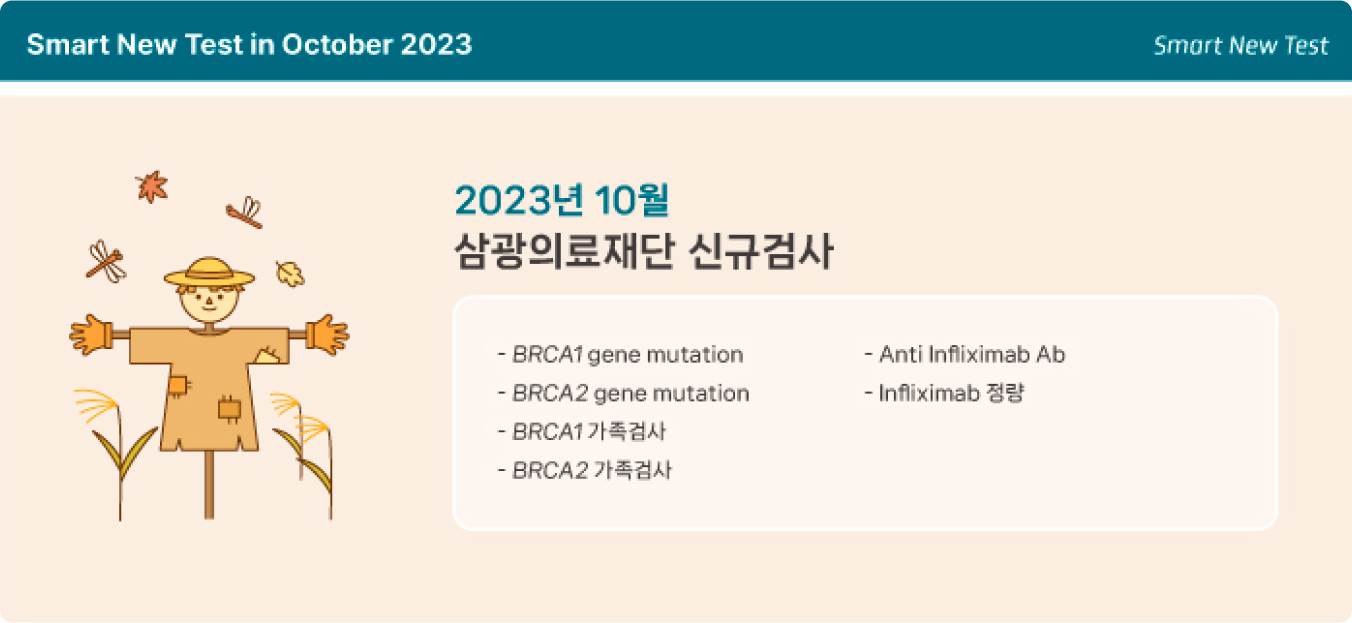 Smart New Test in October 2023
Smart New Test
2023년 10월
삼광의료재단 신규검사
- BRCA1 gene mutation
- BRCA2 gene mutation
- BRCA1 가족검사
- BRCA2 가족검사
- Anti Infliximab Ab
- Infliximab 정량